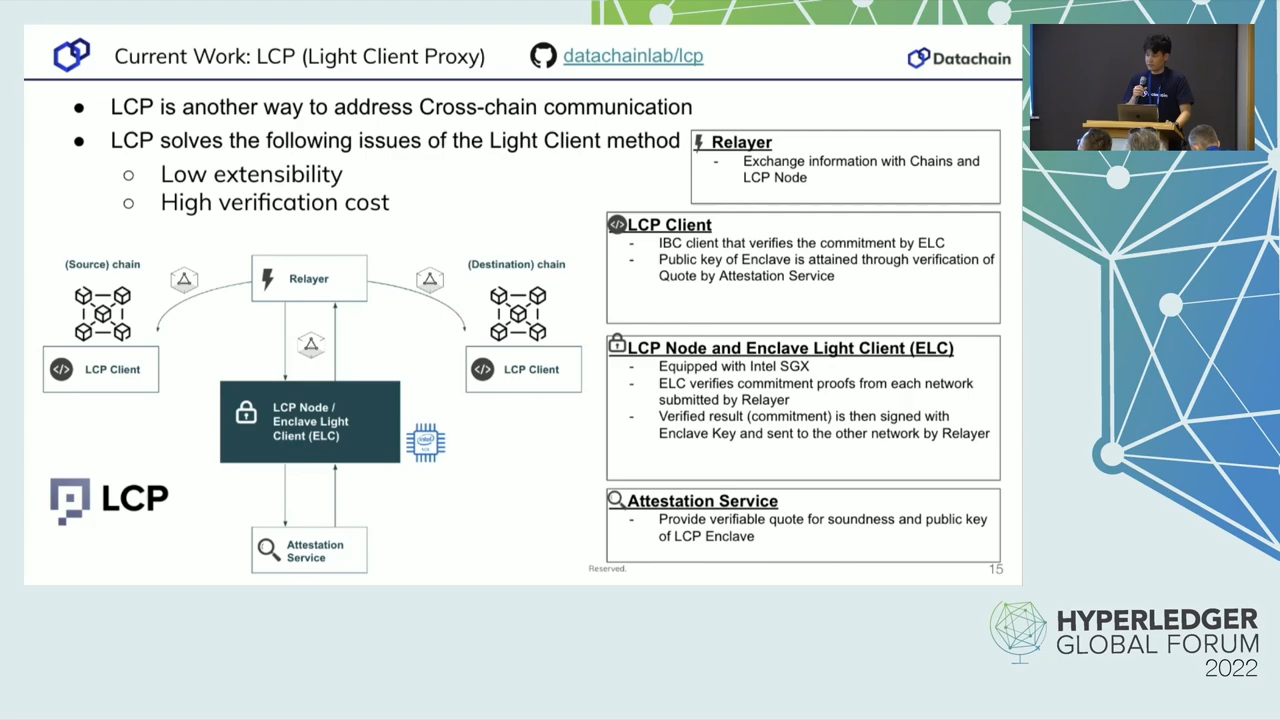 Current Work: LCP (Light Client Proxy)
datachainlab/lcp
Datachain
● LCP is another way to address Cross-chain communication
● LCP solves the following issues of the Light Client method
○ Low extensibility
○ High verification cost
Relayer
- Exchange information with Chains and
LCP Node
LCP Client
- IBC client that verifies the commitment by ELC
- Public key of Enclave is attained through verification of
Quote by Attestation Service
LCP Node and Enclave Light Client (ELC)
- Equipped with Intel SGX
- ELC verifies commitment proofs from each network
submitted by Relayer
- Verified result (commitment) is then signed with
Enclave Key and sent to the other network by Relayer
Attestation Service
- Provide verifiable quote for soundness and public key
of LCP Enclave
(Source) chain
Relayer
(Destination) chain
LCP Client
LCP Client
LCP Node /
Enclave Light
Client (ELC)
LCP
Attestation
Service
Reserved.
15
HYPERLEDGER
GLOBAL FORUM
2022